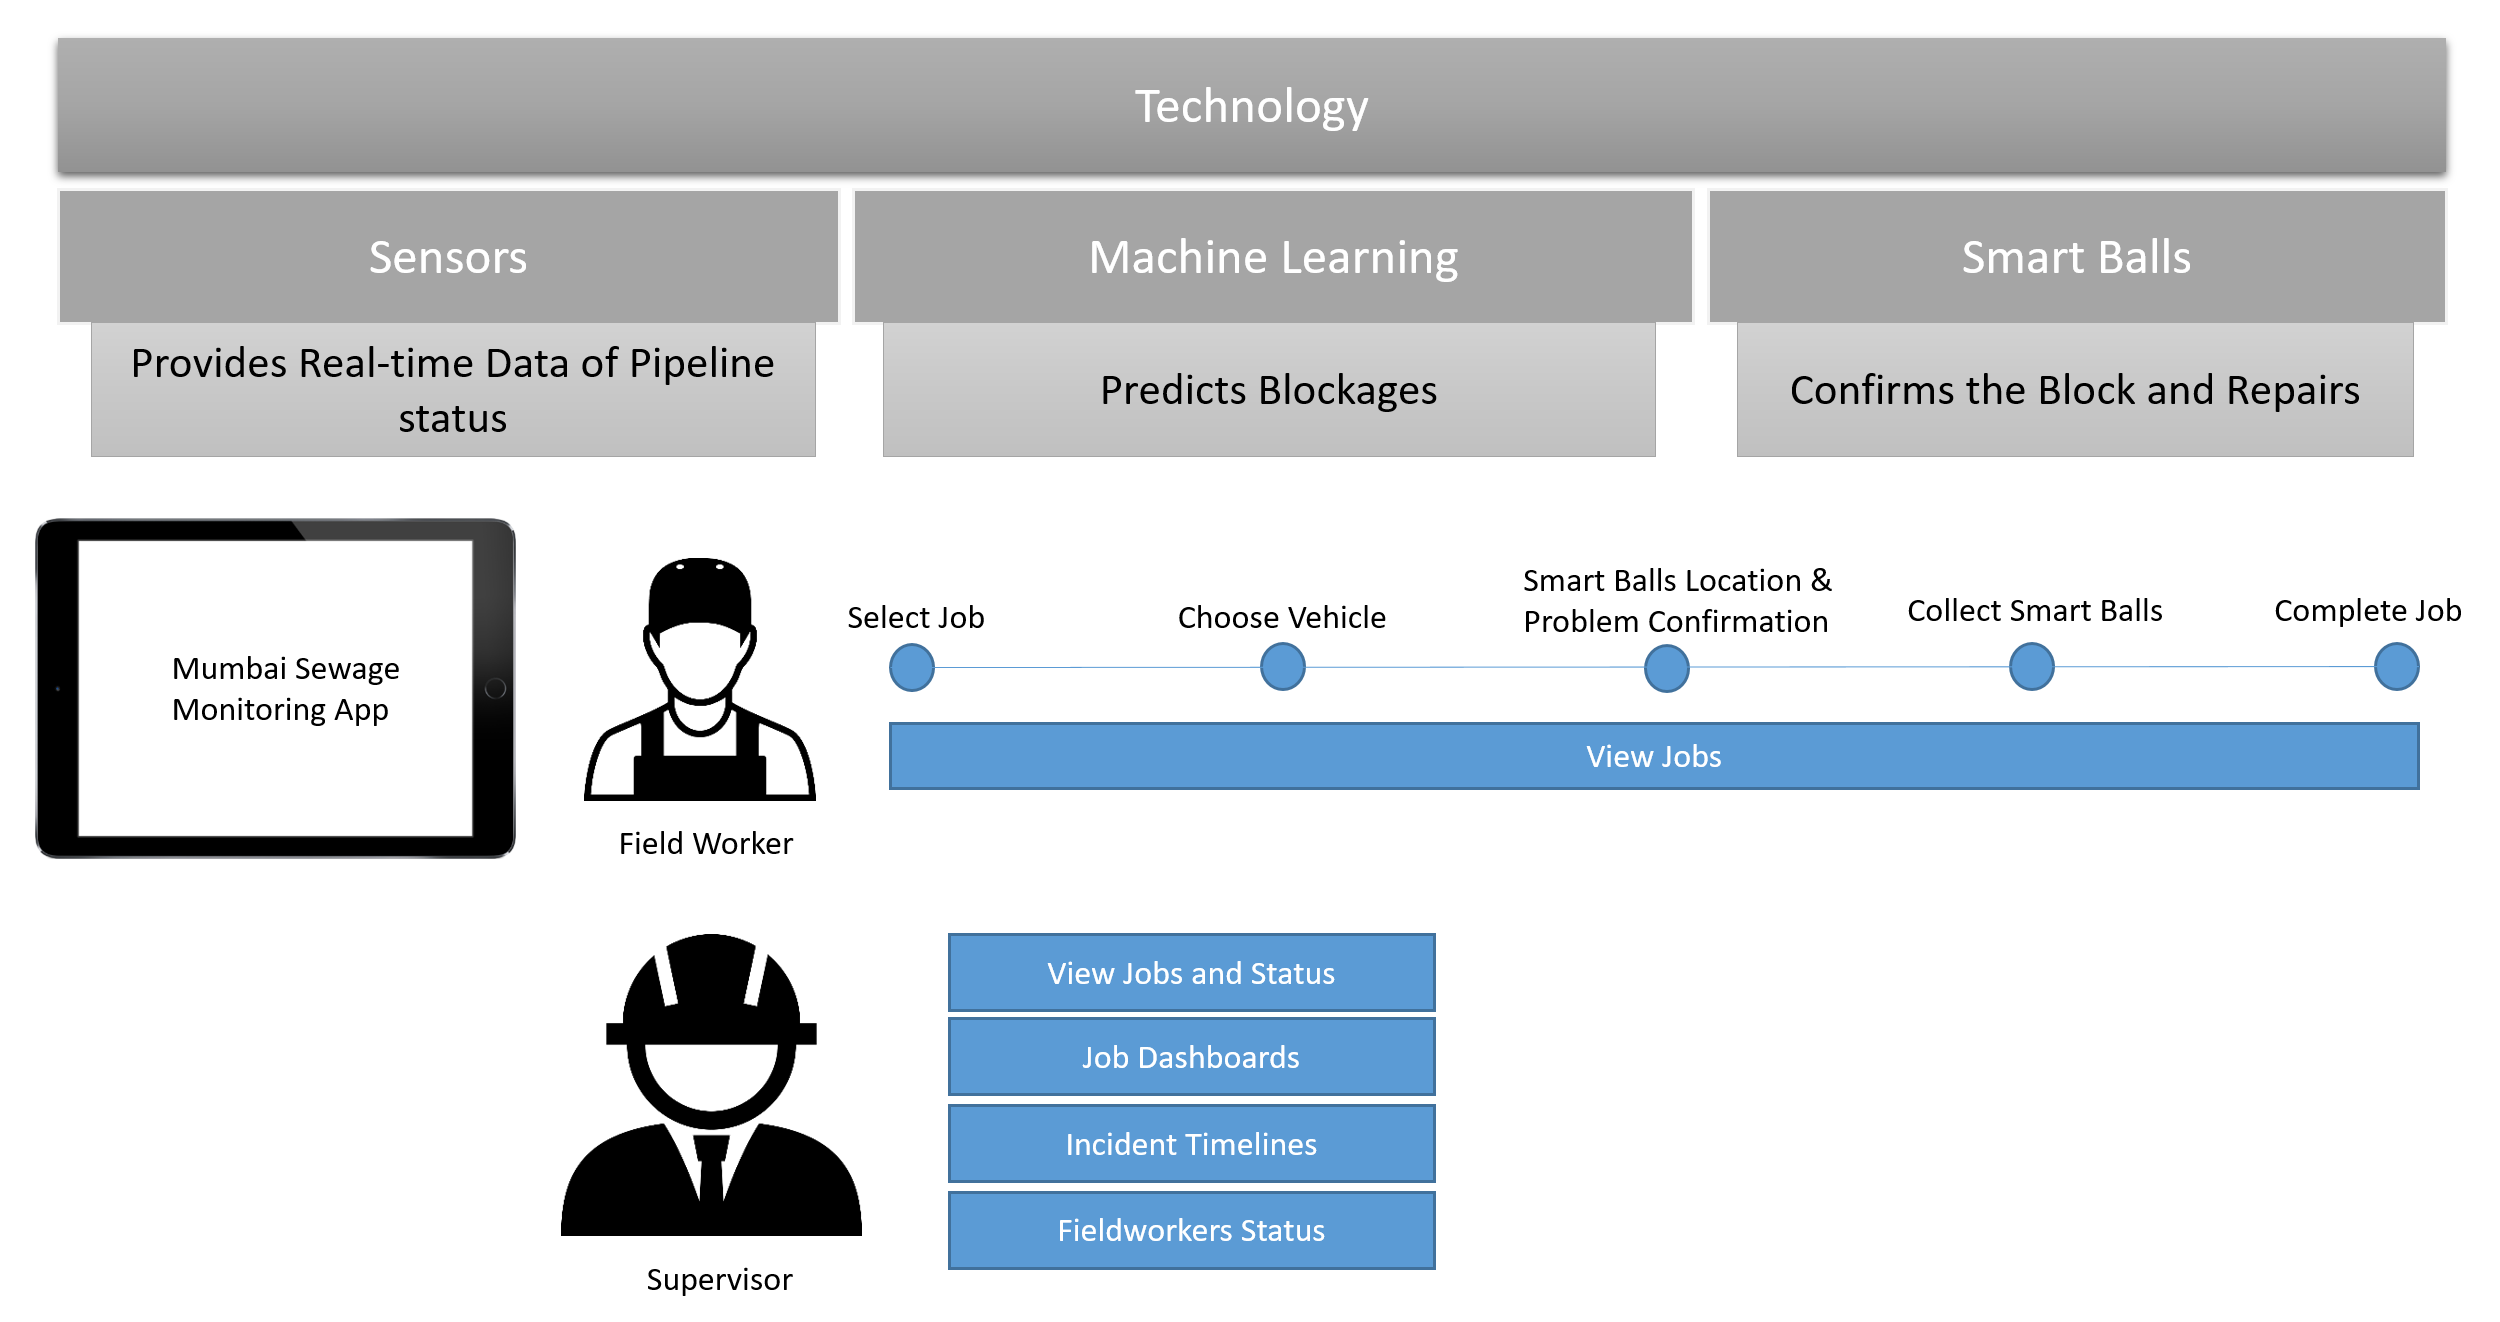 Technology
Sensors
Machine Learning
Smart Balls
Provides Real-time Data of Pipeline
status
Predicts Blockages
Confirms the Block and Repairs
Mumbai Sewage
Monitoring App
Field Worker
Select Job
Choose Vehicle
Smart Balls Location &
Problem Confirmation
Collect Smart Balls
Complete Job
View Jobs
Supervisor
View Jobs and Status
Job Dashboards
Incident Timelines
Fieldworkers Status